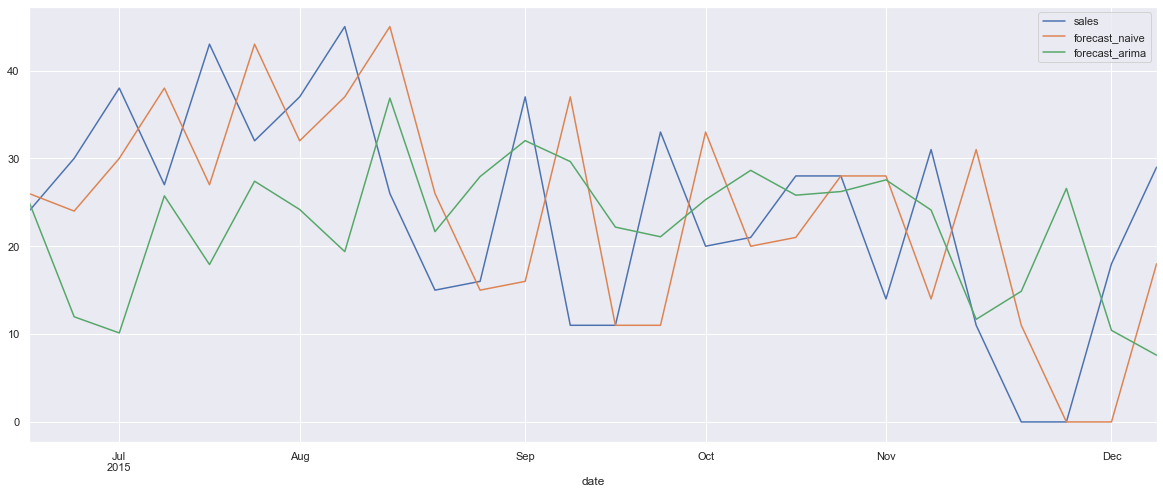 sales
forecast_naive
forecast_arima
40
30
20
10
0
Jul Aug Sep Oct Nov Dec
2015
date